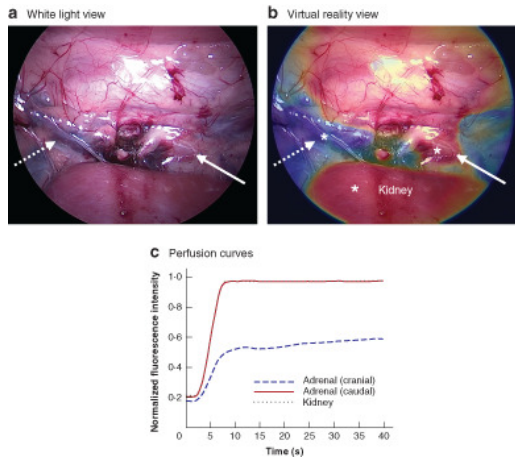 a White light view
b Virtual reality view
* 
*
* Kidney
c Perfusion curves
Normalized fluorescence intensity
1·0
0·8
0·6
0·4
0·2
0 5 10 15 20 25 30 35 40
Time (s)
Adrenal (cranial)
Adrenal (caudal)
Kidney